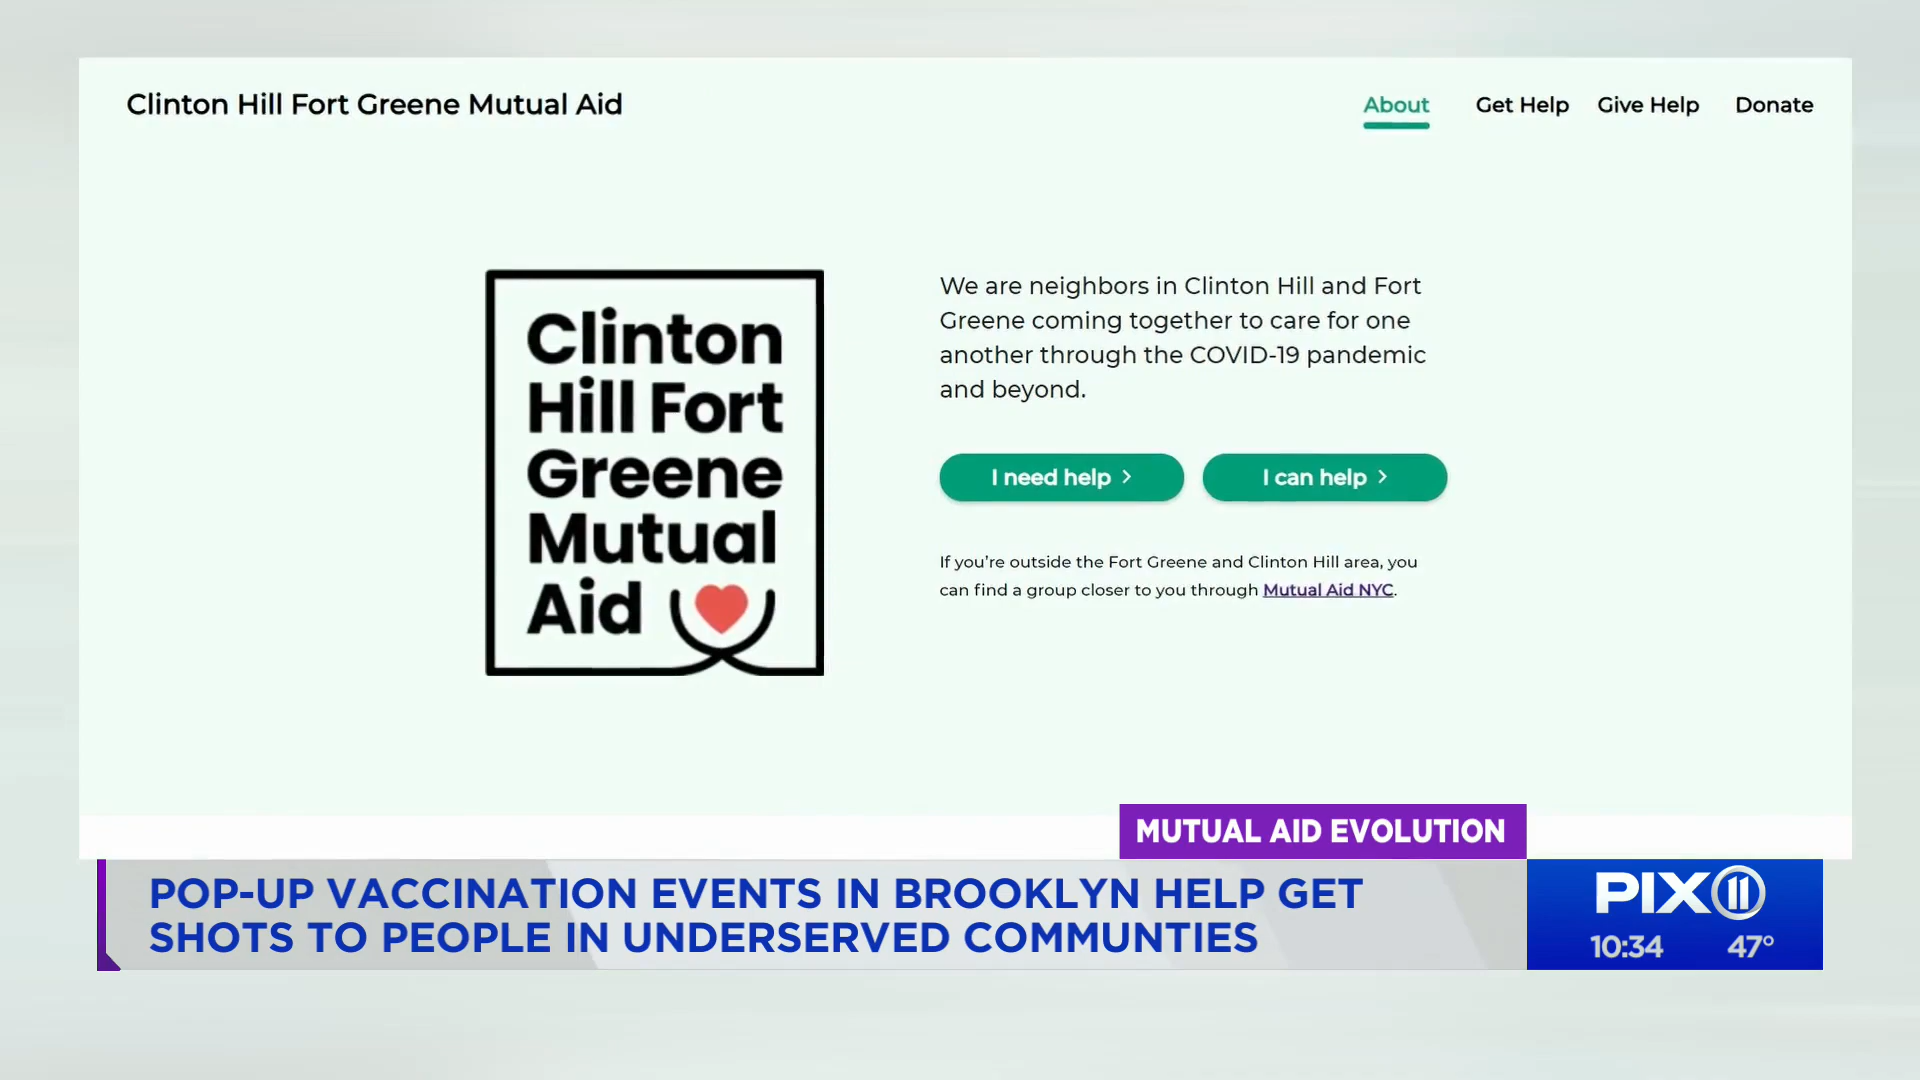 Clinton Hill Fort Greene Mutual Aid
About Get Help Give Help Donate
Clinton
Hill Fort
Greene
Mutual
Aid
We are neighbors in Clinton Hill and Fort
Greene coming together to care for one
another through the COVID-19 pandemic
and beyond.
I need help > I can help >
If you're outside the Fort Greene and Clinton Hill area, you
can find a group closer to you through Mutual Aid NYC.
MUTUAL AID EVOLUTION
POP-UP VACCINATION EVENTS IN BROOKLYN HELP GET
SHOTS TO PEOPLE IN UNDERSERVED COMMUNTIES
PIX 11
10:34 47°